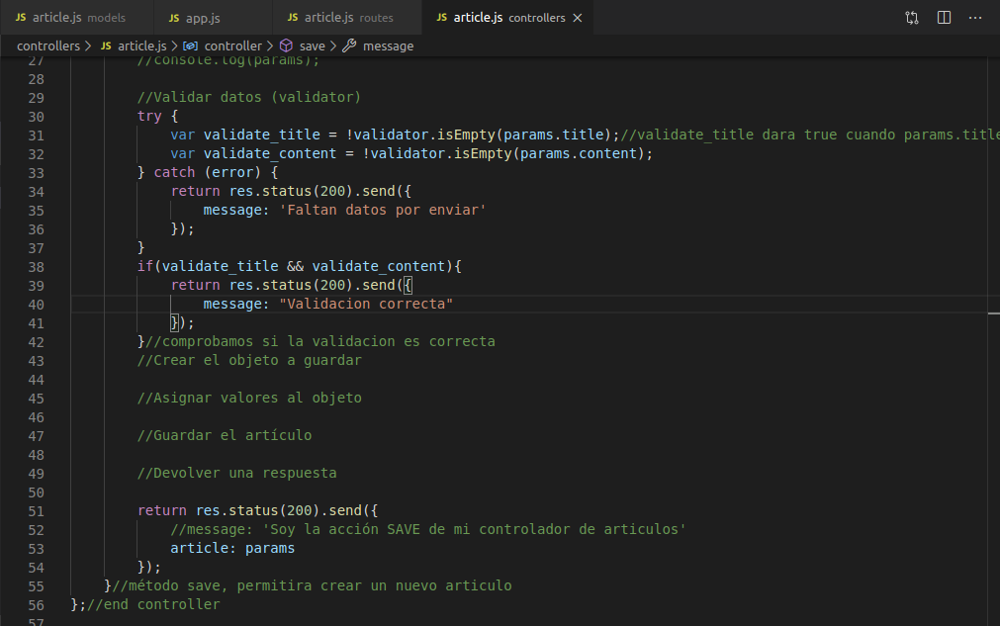 JS article.js models JS app.js JS article.js routes JS article.js controllers
controllers > JS article.js > controller > save > message
27 //console.log(params);
28
29 //Validar datos (validator)
30 try {
31 var validate_title = !validator.isEmpty(params.title);//validate_title dara true cuando params.title
32 var validate_content = !validator.isEmpty(params.content);
33 } catch (error) {
34 return res.status(200).send({
35 message: 'Faltan datos por enviar'
36 });
37 }
38 if(validate_title && validate_content){
39 return res.status(200).send({
40 message: "Validacion correcta"
41 });
42 }//comprobamos si la validacion es correcta
43 //Crear el objeto a guardar
44
45 //Asignar valores al objeto
46
47 //Guardar el artículo
48
49 //Devolver una respuesta
50
51 return res.status(200).send({
52 //message: 'Soy la acción SAVE de mi controlador de articulos'
53 article: params
54 });
55 }//método save, permitira crear un nuevo articulo
56 };//end controller
57